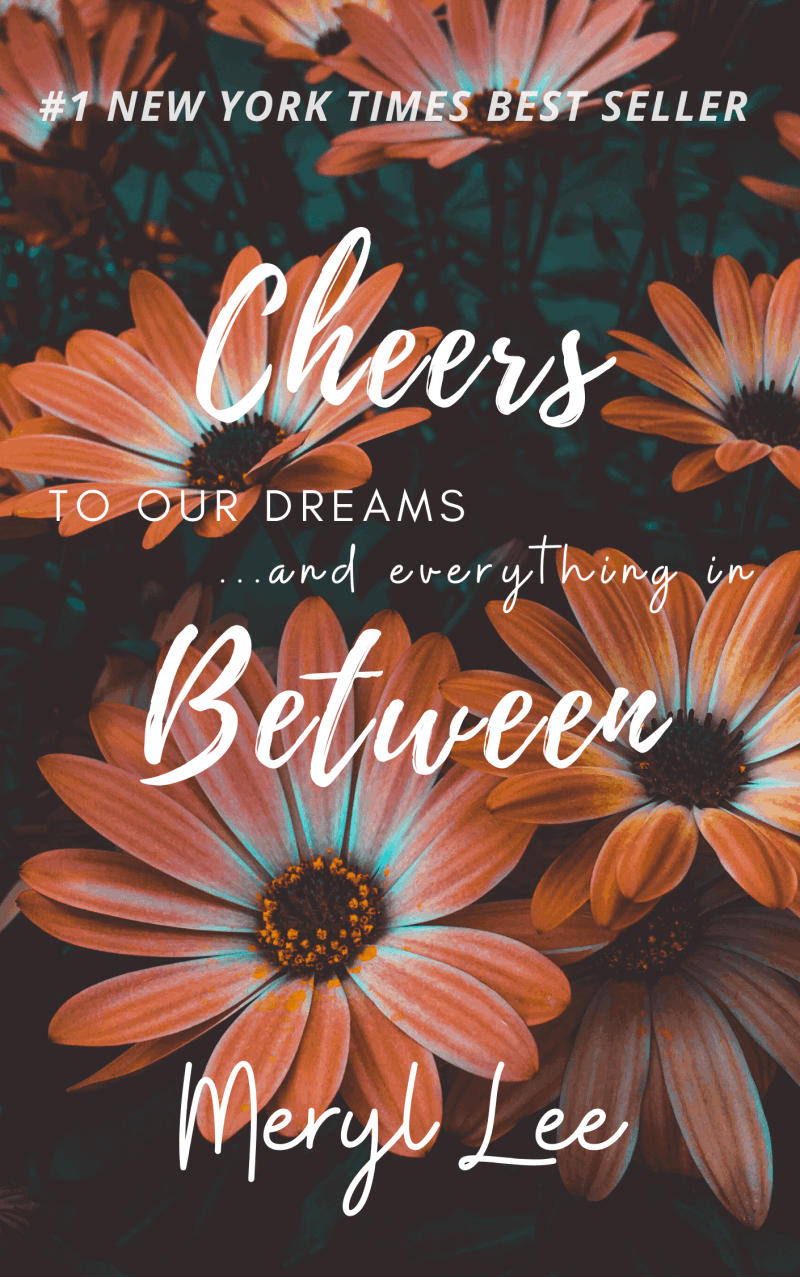 #1 NEW YORK TIMES BEST SELLER
Cheers
TO OUR DREAMS
...and everything in
Between
Meryl Lee